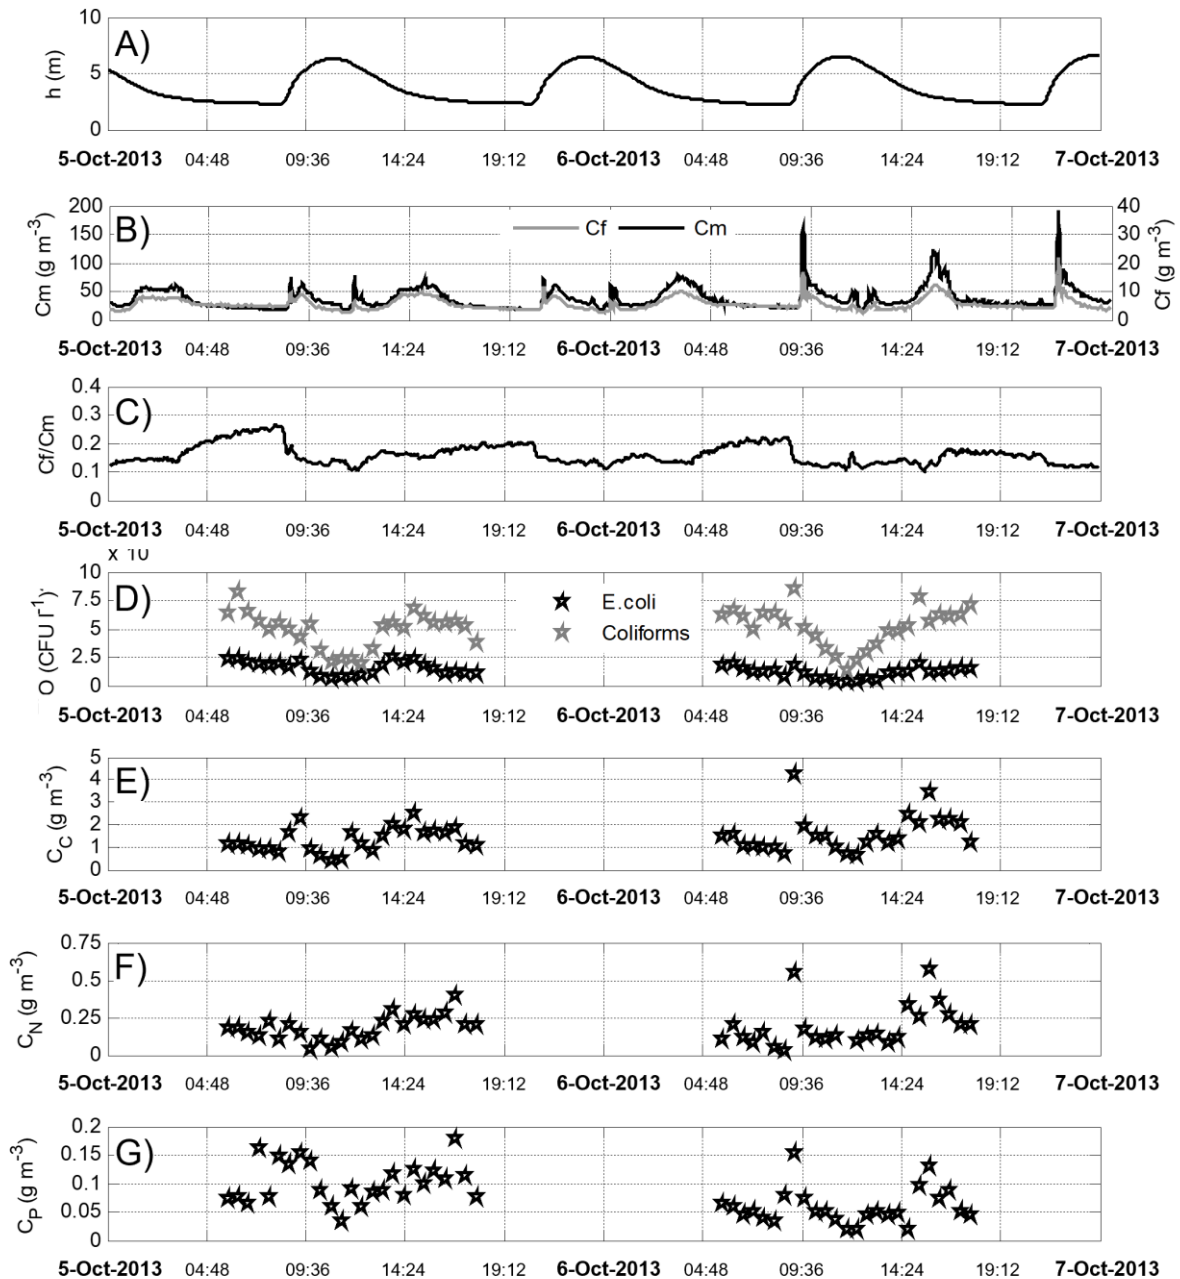 A)
h (m)
10
5
0
5-Oct-2013 04:48 09:36 14:24 19:12 6-Oct-2013 04:48 09:36 14:24 19:12 7-Oct-2013
B)
Cm (g m⁻³)
200
150
100
50
0
Cf Cm
40
30
20
10
0
Cf (g m⁻³)
5-Oct-2013 04:48 09:36 14:24 19:12 6-Oct-2013 04:48 09:36 14:24 19:12 7-Oct-2013
C)
Cf/Cm
0.4
0.3
0.2
0.1
0
5-Oct-2013 04:48 09:36 14:24 19:12 6-Oct-2013 04:48 09:36 14:24 19:12 7-Oct-2013
x 10
D)
O (CFU l⁻¹)
10
7.5
5
2.5
0
E.coli
Coliforms
5-Oct-2013 04:48 09:36 14:24 19:12 6-Oct-2013 04:48 09:36 14:24 19:12 7-Oct-2013
E)
C_C (g m⁻³)
5
4
3
2
1
0
5-Oct-2013 04:48 09:36 14:24 19:12 6-Oct-2013 04:48 09:36 14:24 19:12 7-Oct-2013
F)
C_N (g m⁻³)
0.75
0.5
0.25
0
5-Oct-2013 04:48 09:36 14:24 19:12 6-Oct-2013 04:48 09:36 14:24 19:12 7-Oct-2013
G)
C_P (g m⁻³)
0.2
0.15
0.1
0.05
0
5-Oct-2013 04:48 09:36 14:24 19:12 6-Oct-2013 04:48 09:36 14:24 19:12 7-Oct-2013